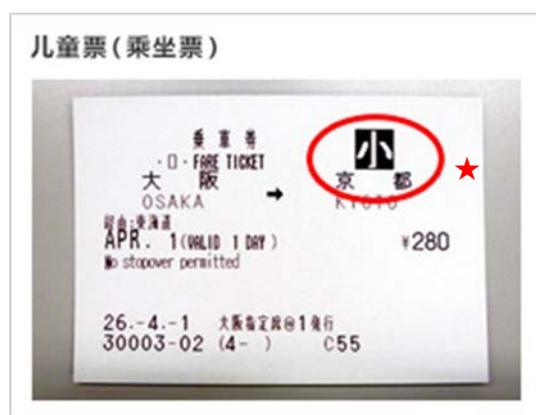 儿童票(乘坐票)
乗車券
小
・□・FARE TICKET
大阪 → 京都
OSAKA KYOTO
経由:東海道
APR. 1(VALID 1 DAY) ¥280
No stopover permitted
26.-4.-1 大阪指定席@1発行
30003-02 (4- ) C55